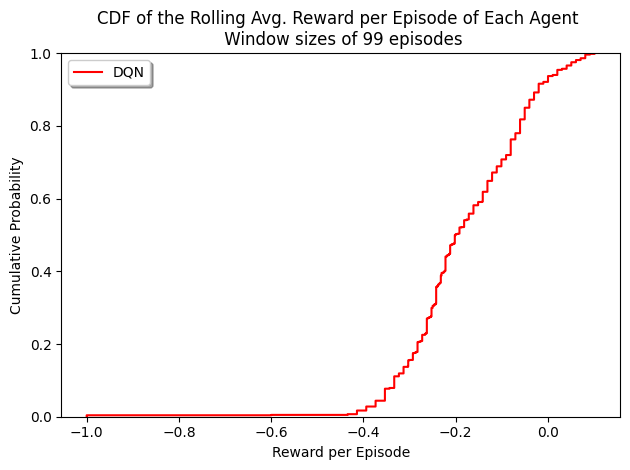 CDF of the Rolling Avg. Reward per Episode of Each Agent
Window sizes of 99 episodes
DQN
Cumulative Probability
1.0
0.8
0.6
0.4
0.2
0.0
−1.0 −0.8 −0.6 −0.4 −0.2 0.0
Reward per Episode